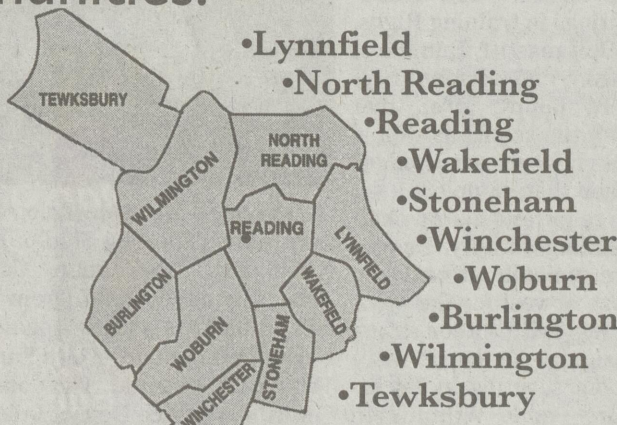 •Lynnfield
•North Reading
•Reading
•Wakefield
•Stoneham
•Winchester
•Woburn
•Burlington
•Wilmington
•Tewksbury
TEWKSBURY
WILMINGTON
NORTH
READING
READING
LYNNFIELD
WAKEFIELD
BURLINGTON
WOBURN
STONEHAM
WINCHESTER